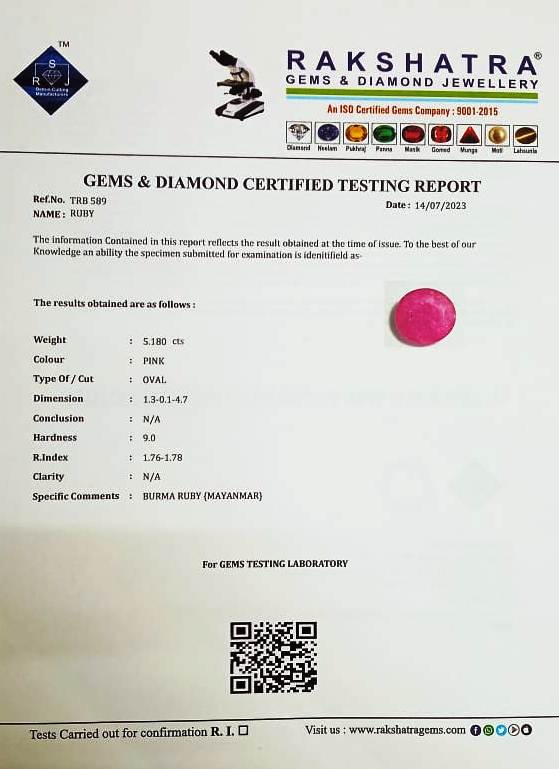 TM
S
R J
Gemss Cutting
Manufacturers
RAKSHATRA®
GEMS & DIAMOND JEWELLERY
An ISO Certified Gems Company : 9001-2015
Diamond Neelam Pukhraj Panna Manik Gomed Munga Moti Lahsunia
GEMS & DIAMOND CERTIFIED TESTING REPORT
Ref.No. TRB 589
Date : 14/07/2023
NAME : RUBY
The information Contained in this report reflects the result obtained at the time of issue. To the best of our
Knowledge an ability the specimen submitted for examination is idenitifield as-
The results obtained are as follows :
Weight : 5.180 cts
Colour : PINK
Type Of / Cut : OVAL
Dimension : 1.3-0.1-4.7
Conclusion : N/A
Hardness : 9.0
R.Index : 1.76-1.78
Clarity : N/A
Specific Comments : BURMA RUBY (MAYANMAR)
For GEMS TESTING LABORATORY
Tests Carried out for confirmation R. I. ☐
Visit us : www.rakshatragems.com